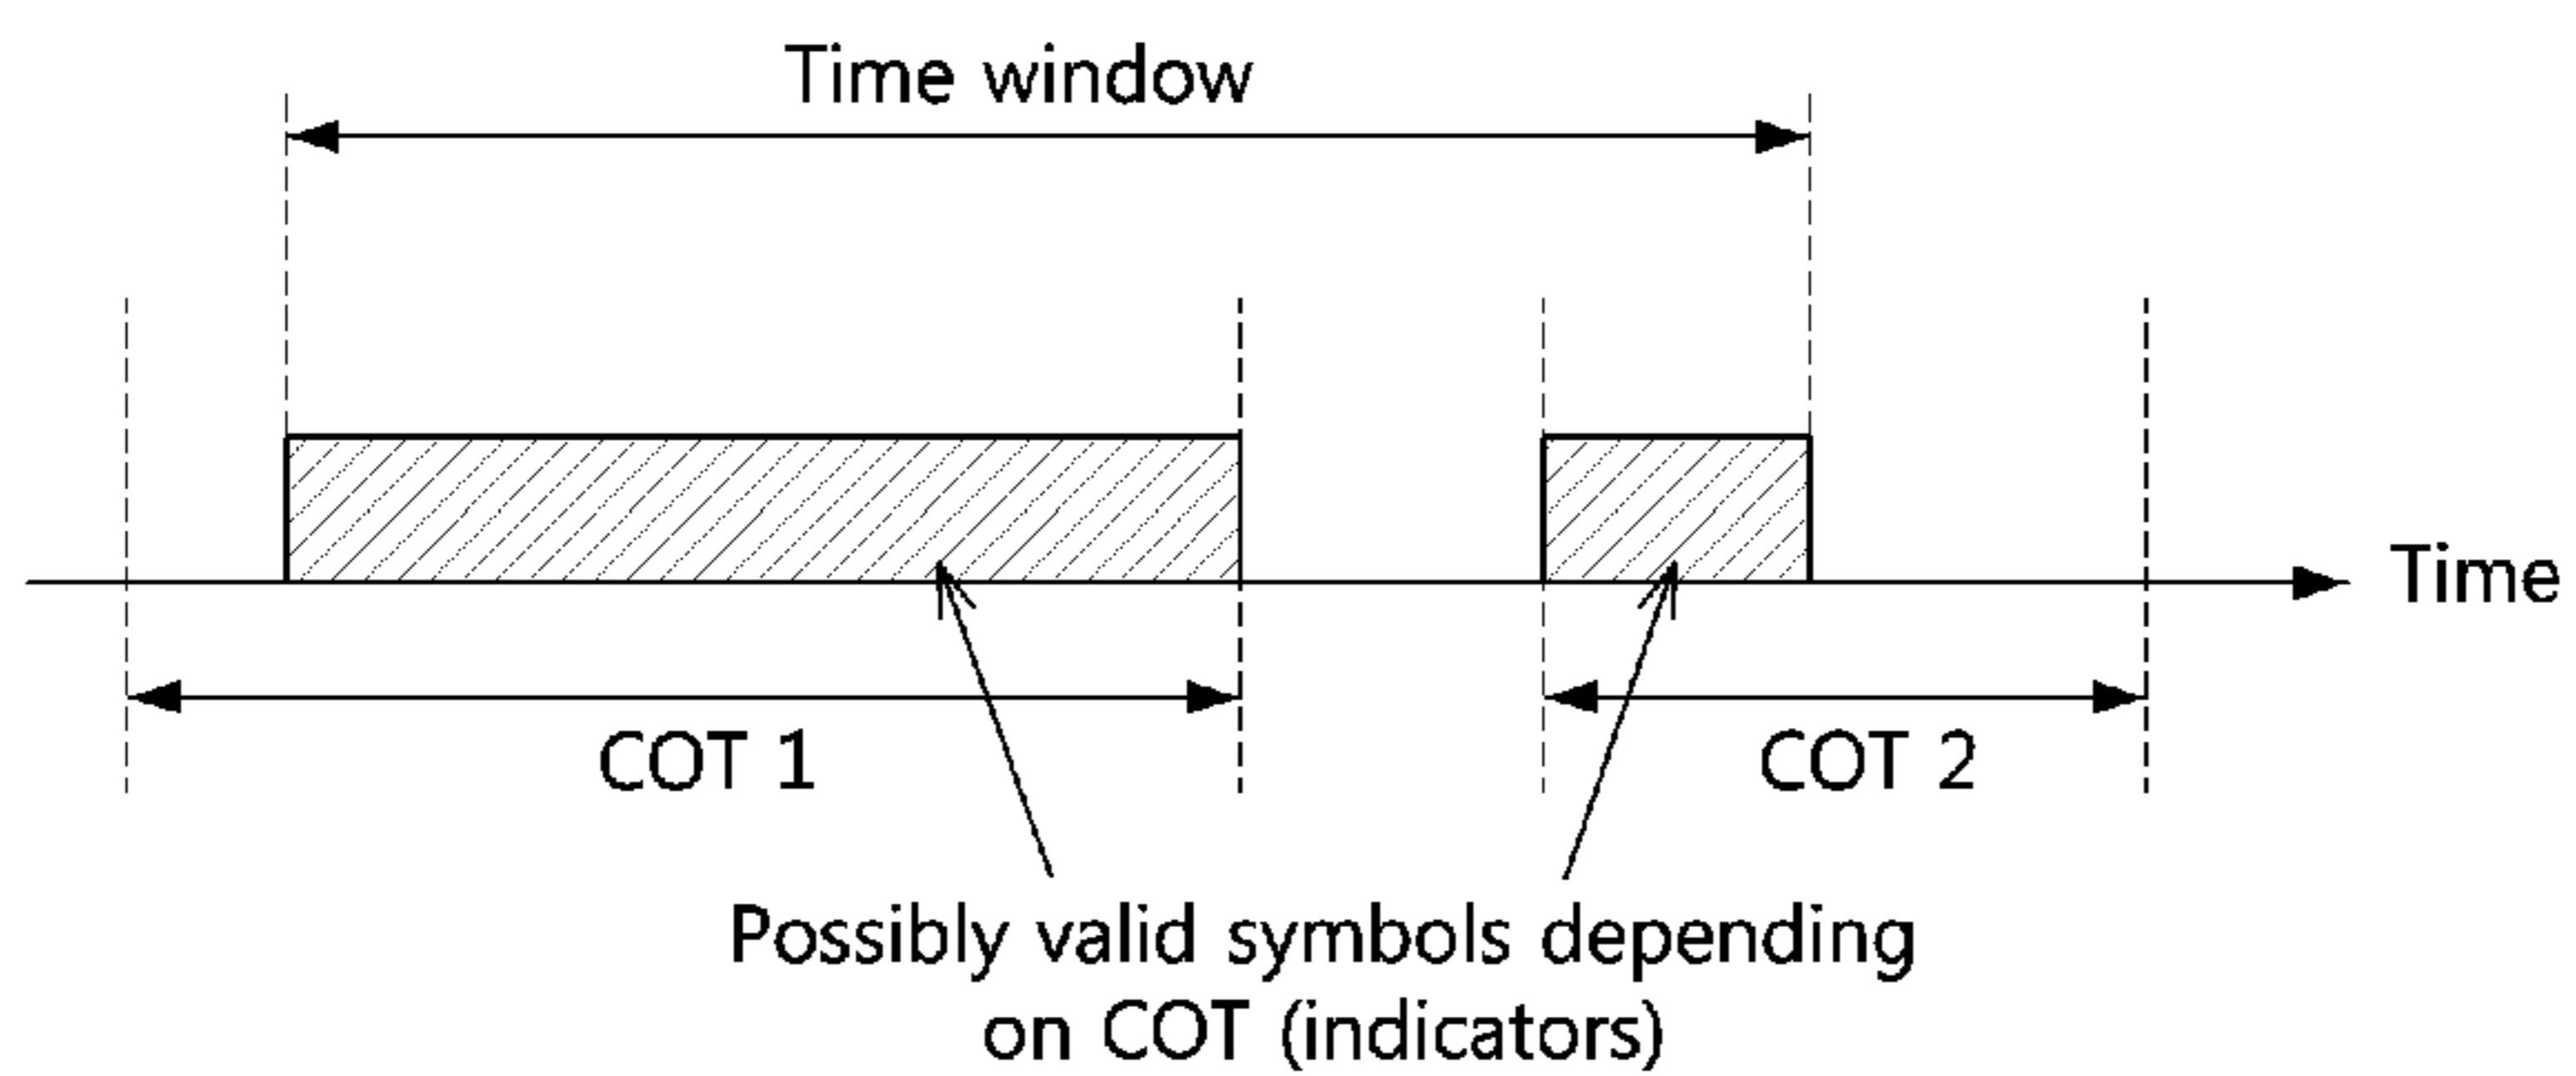 Time window
Time
COT 1
COT 2
Possibly valid symbols depending
on COT (indicators)